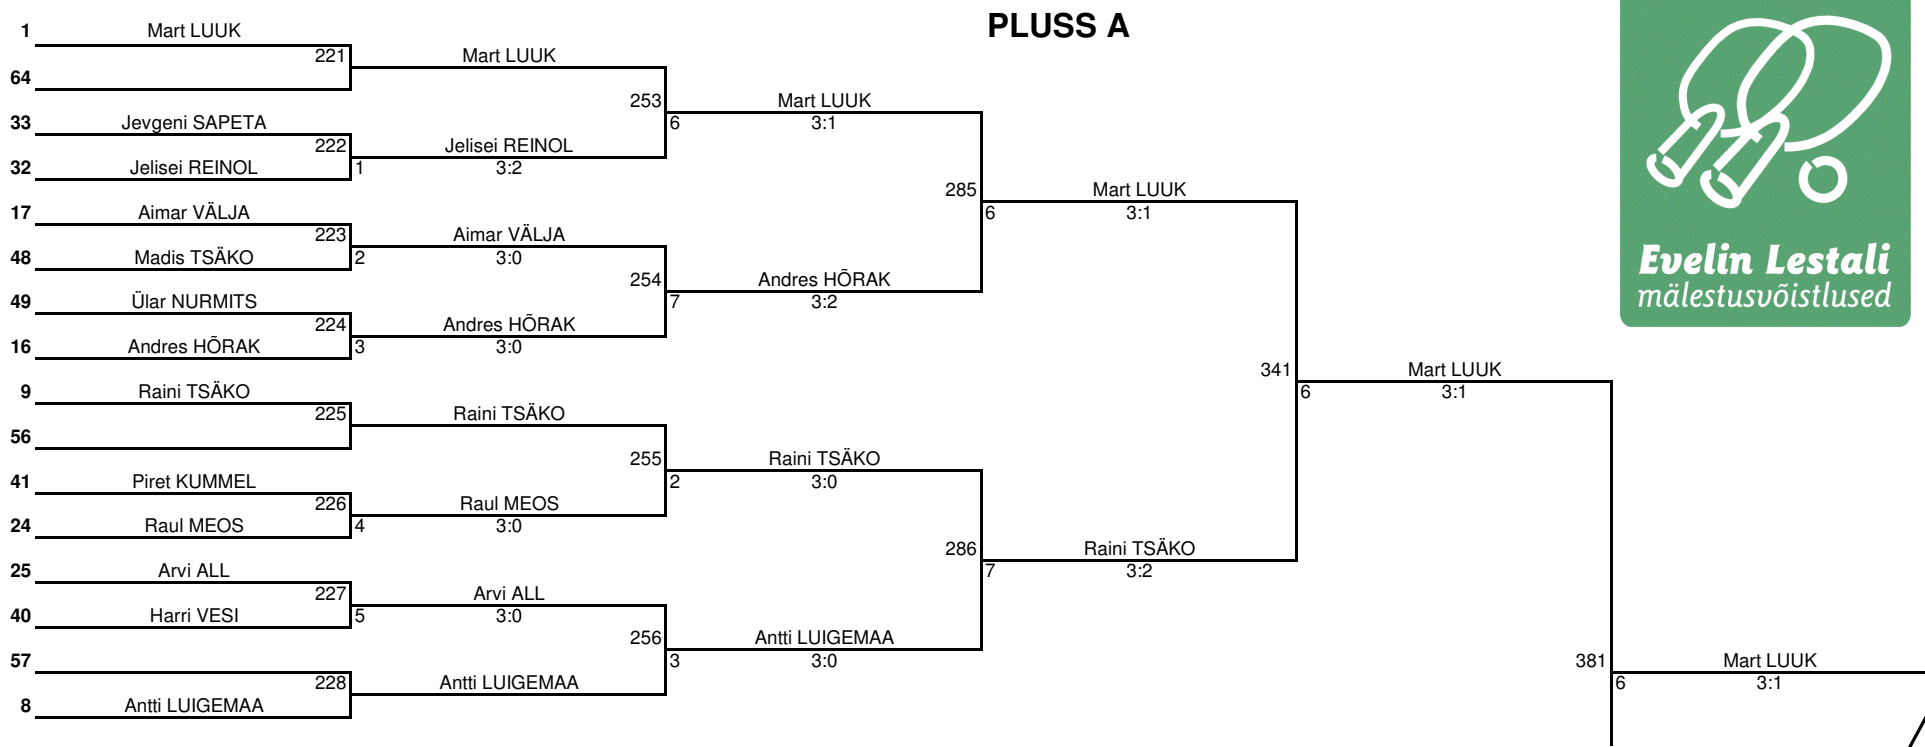 PLUSS A
1 Mart LUUK
221 Mart LUUK
64
253 Mart LUUK
6 3:1
33 Jevgeni SAPETA
222 Jelisei REINOL
32 Jelisei REINOL 1 3:2
285 Mart LUUK
6 3:1
17 Aimar VÄLJA
223 Aimar VÄLJA
48 Madis TSÄKO 2 3:0
254 Andres HÕRAK
7 3:2
49 Ülar NURMITS
224 Andres HÕRAK
16 Andres HÕRAK 3 3:0
341 Mart LUUK
6 3:1
9 Raini TSÄKO
225 Raini TSÄKO
56
255 Raini TSÄKO
2 3:0
41 Piret KUMMEL
226 Raul MEOS
24 Raul MEOS 4 3:0
286 Raini TSÄKO
7 3:2
25 Arvi ALL
227 Arvi ALL
40 Harri VESI 5 3:0
256 Antti LUIGEMAA
3 3:0
57
228 Antti LUIGEMAA
8 Antti LUIGEMAA
381 Mart LUUK
6 3:1
Evelin Lestali
mälestusvõistlused